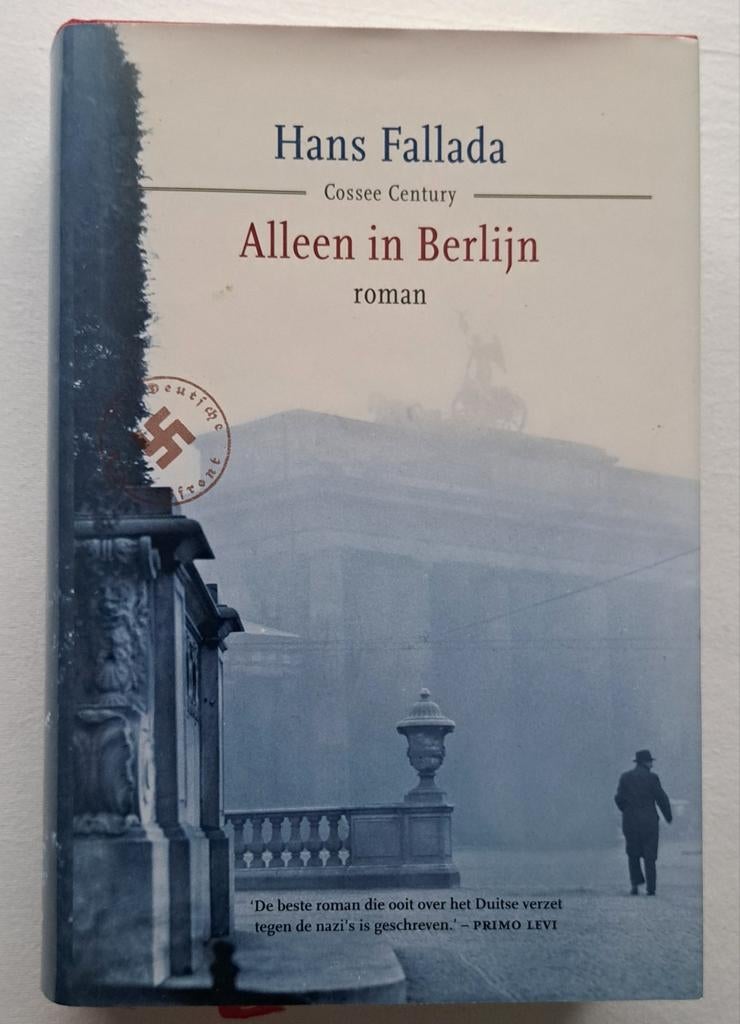 Hans Fallada
Cossee Century
Alleen in Berlijn
roman
Deutsche
front
'De beste roman die ooit over het Duitse verzet
tegen de nazi's is geschreven.' – PRIMO LEVI